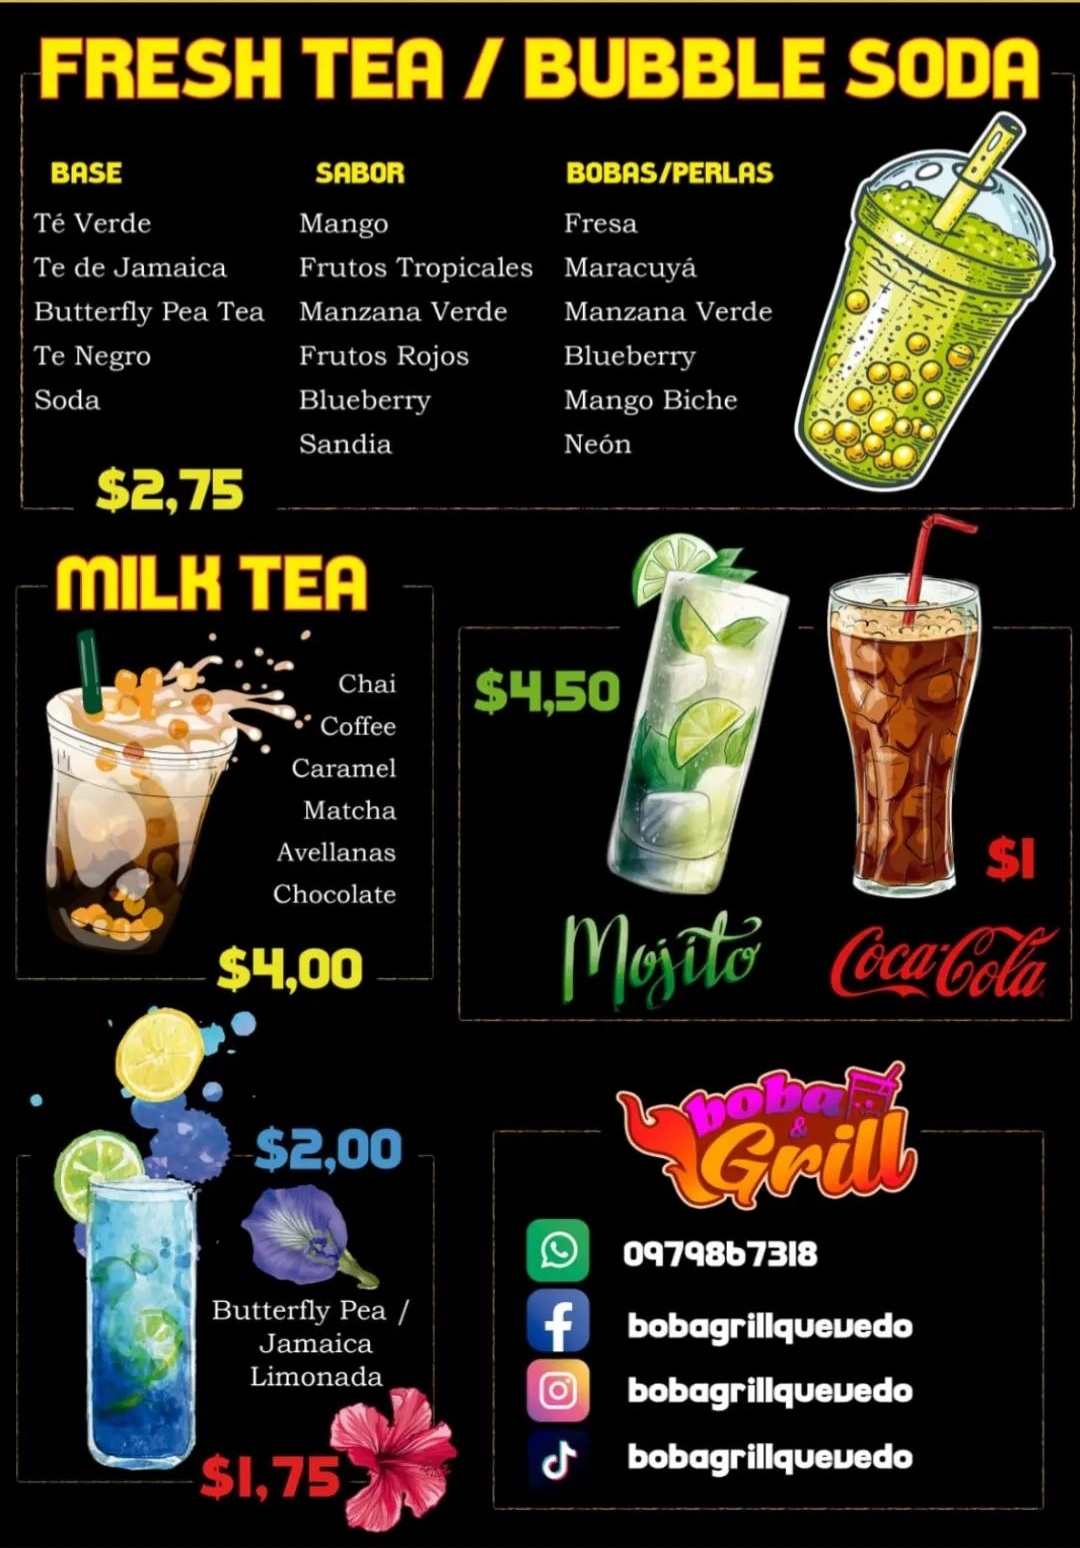 FRESH TEA / BUBBLE SODA
BASE
Té Verde
Te de Jamaica
Butterfly Pea Tea
Te Negro
Soda
SABOR
Mango
Frutos Tropicales
Manzana Verde
Frutos Rojos
Blueberry
Sandia
BOBAS/PERLAS
Fresa
Maracuyá
Manzana Verde
Blueberry
Mango Biche
Neón
$2,75
MILK TEA
Chai
Coffee
Caramel
Matcha
Avellanas
Chocolate
$4,00
$4,50
Mojito
$1
Coca-Cola
$2,00
Butterfly Pea /
Jamaica
Limonada
$1,75
boba
&
Grill
0979867318
bobagrillquevedo
bobagrillquevedo
bobagrillquevedo